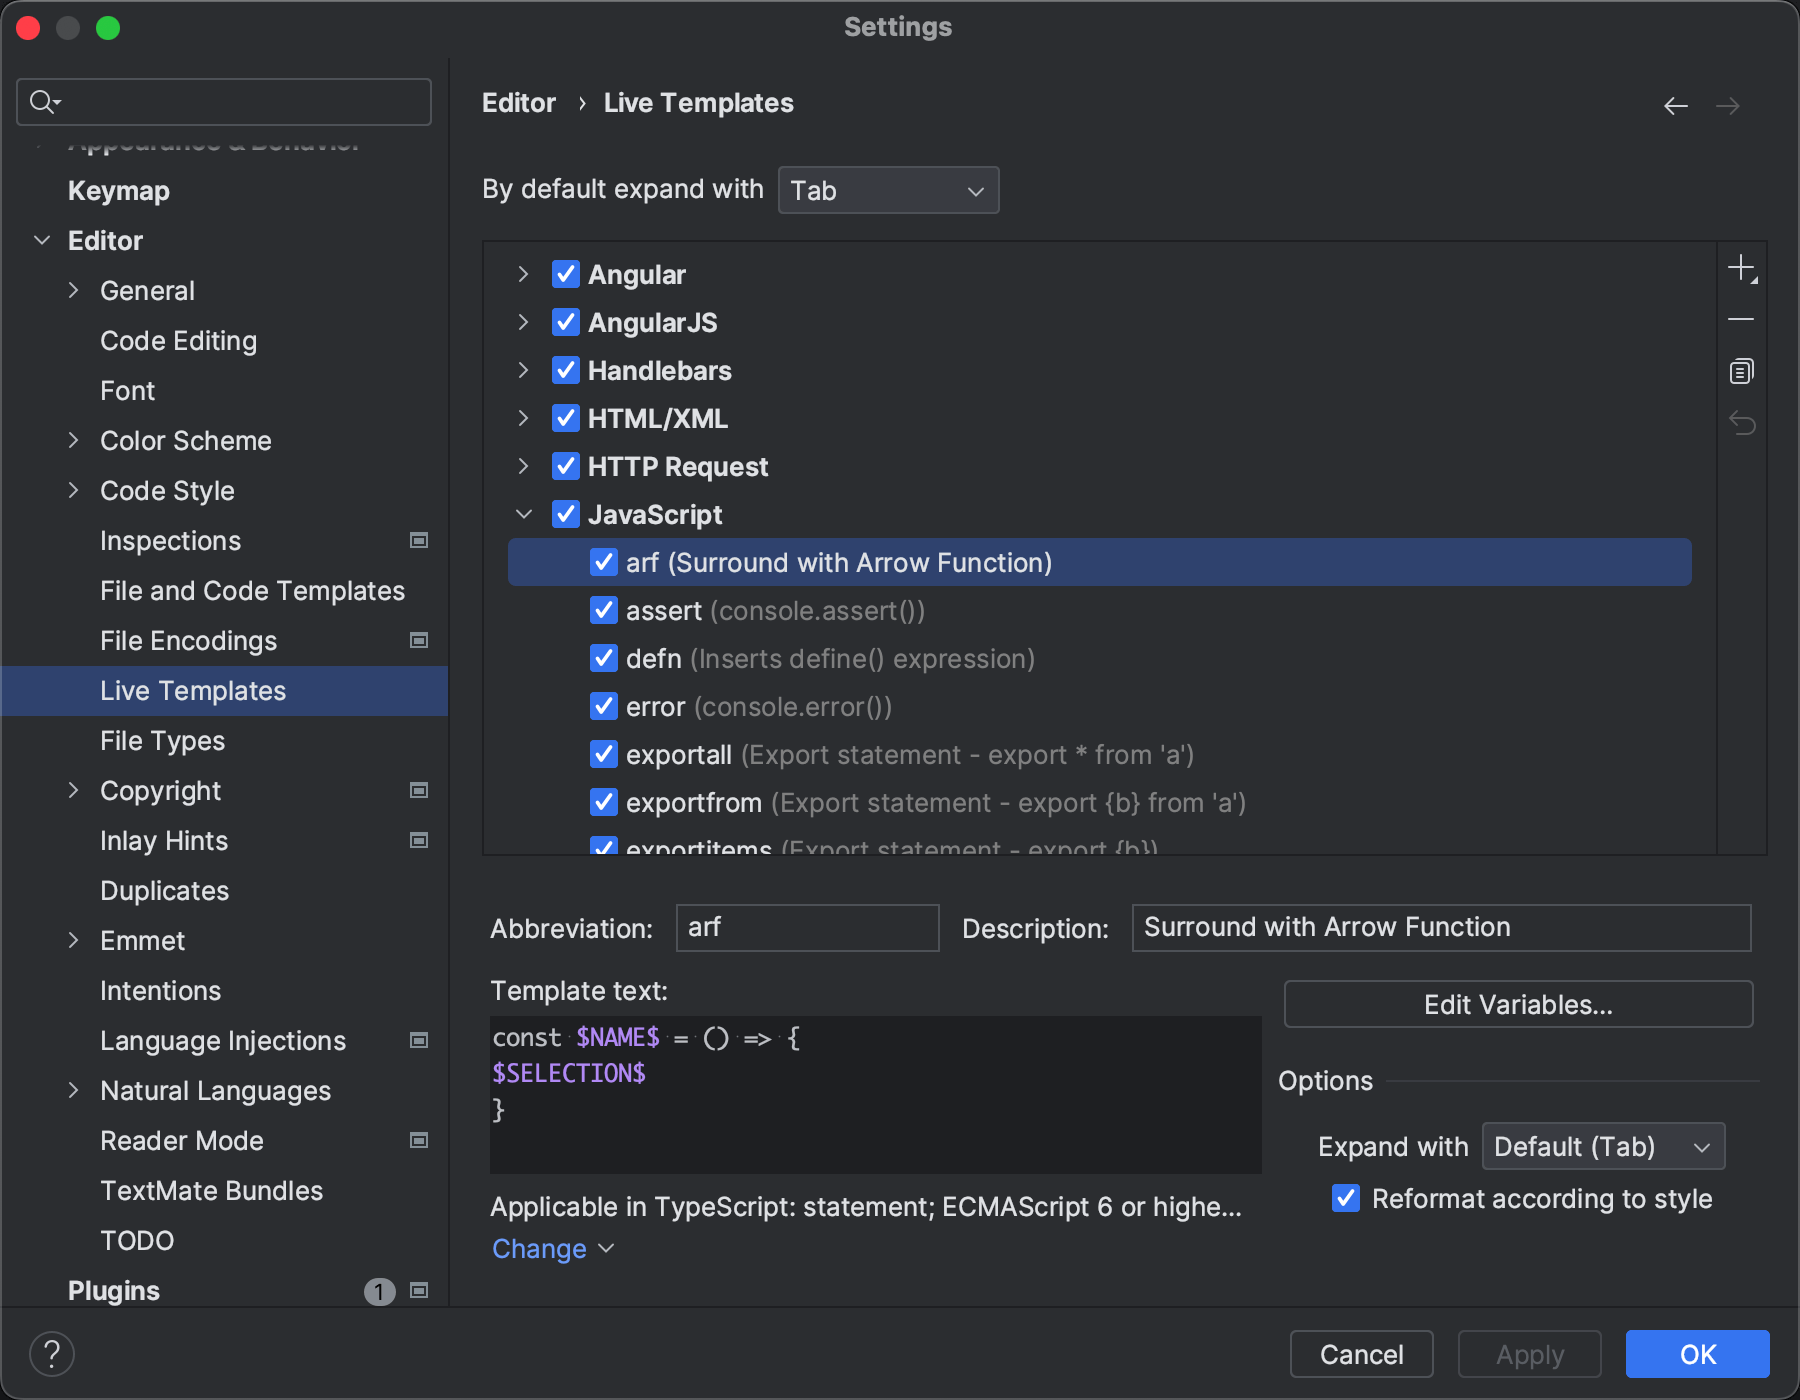 Settings
Appearance & Behavior
Keymap
Editor
General
Code Editing
Font
Color Scheme
Code Style
Inspections
File and Code Templates
File Encodings
Live Templates
File Types
Copyright
Inlay Hints
Duplicates
Emmet
Intentions
Language Injections
Natural Languages
Reader Mode
TextMate Bundles
TODO
Plugins 1
Editor › Live Templates
By default expand with Tab
Angular
AngularJS
Handlebars
HTML/XML
HTTP Request
JavaScript
arf (Surround with Arrow Function)
assert (console.assert())
defn (Inserts define() expression)
error (console.error())
exportall (Export statement - export * from 'a')
exportfrom (Export statement - export {b} from 'a')
exportitems (Export statement - export {b})
Abbreviation: arf Description: Surround with Arrow Function
Template text:
const $NAME$ = () => {
$SELECTION$
}
Applicable in TypeScript: statement; ECMAScript 6 or highe...
Change
Edit Variables...
Options
Expand with Default (Tab)
Reformat according to style
?
Cancel Apply OK